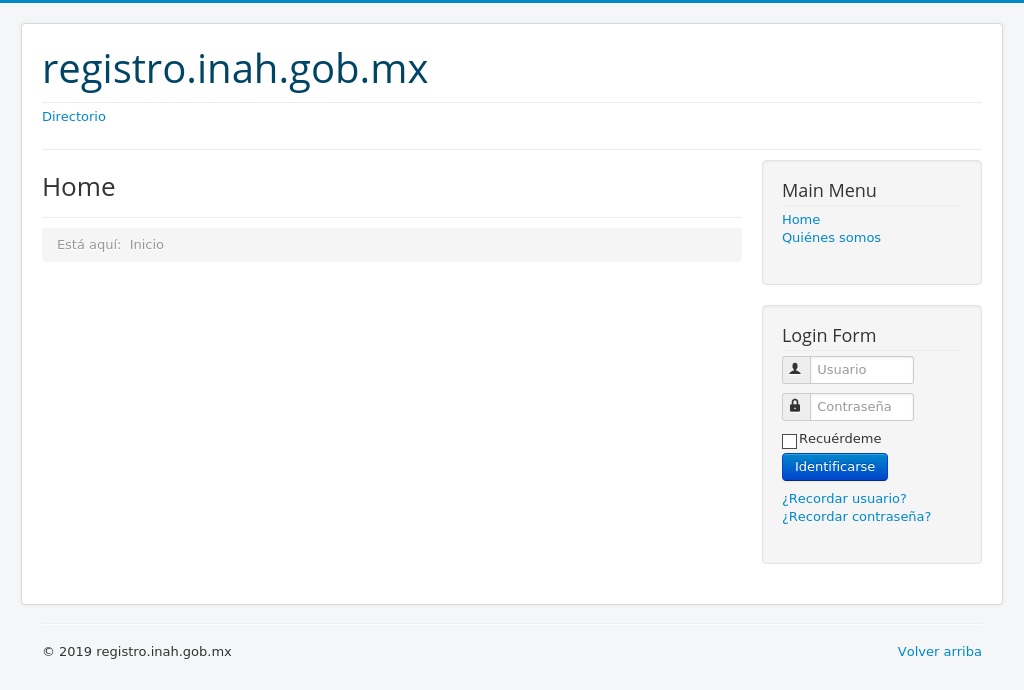 registro.inah.gob.mx
Directorio
Home
Está aquí:  Inicio
Main Menu
Home
Quiénes somos
Login Form
Usuario
Contraseña
Recuérdeme
Identificarse
¿Recordar usuario?
¿Recordar contraseña?
© 2019 registro.inah.gob.mx
Volver arriba